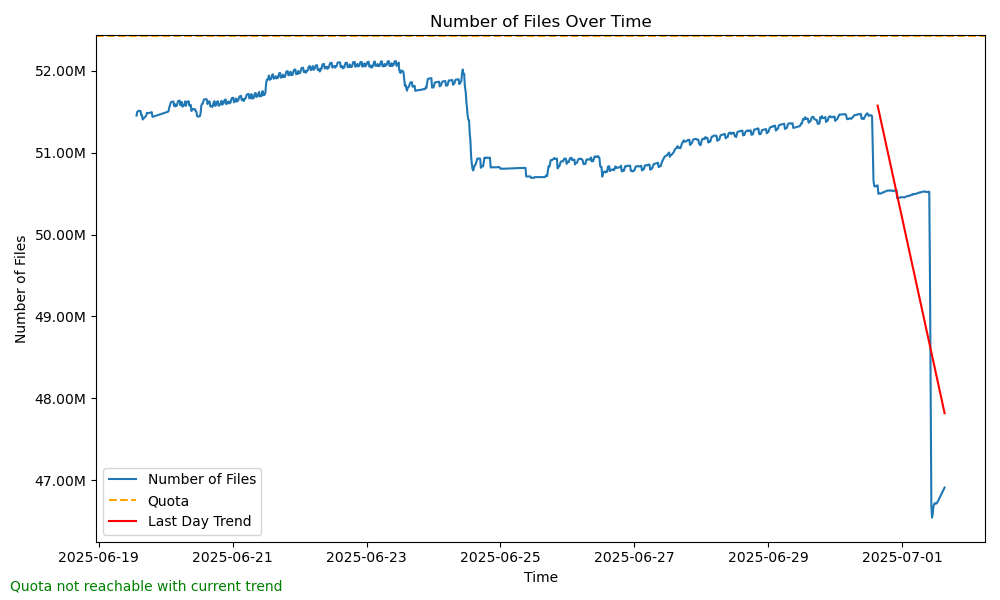 Number of Files Over Time
Number of Files
52.00M
51.00M
50.00M
49.00M
48.00M
47.00M
Number of Files
Quota
Last Day Trend
2025-06-19
2025-06-21
2025-06-23
2025-06-25
2025-06-27
2025-06-29
2025-07-01
Time
Quota not reachable with current trend